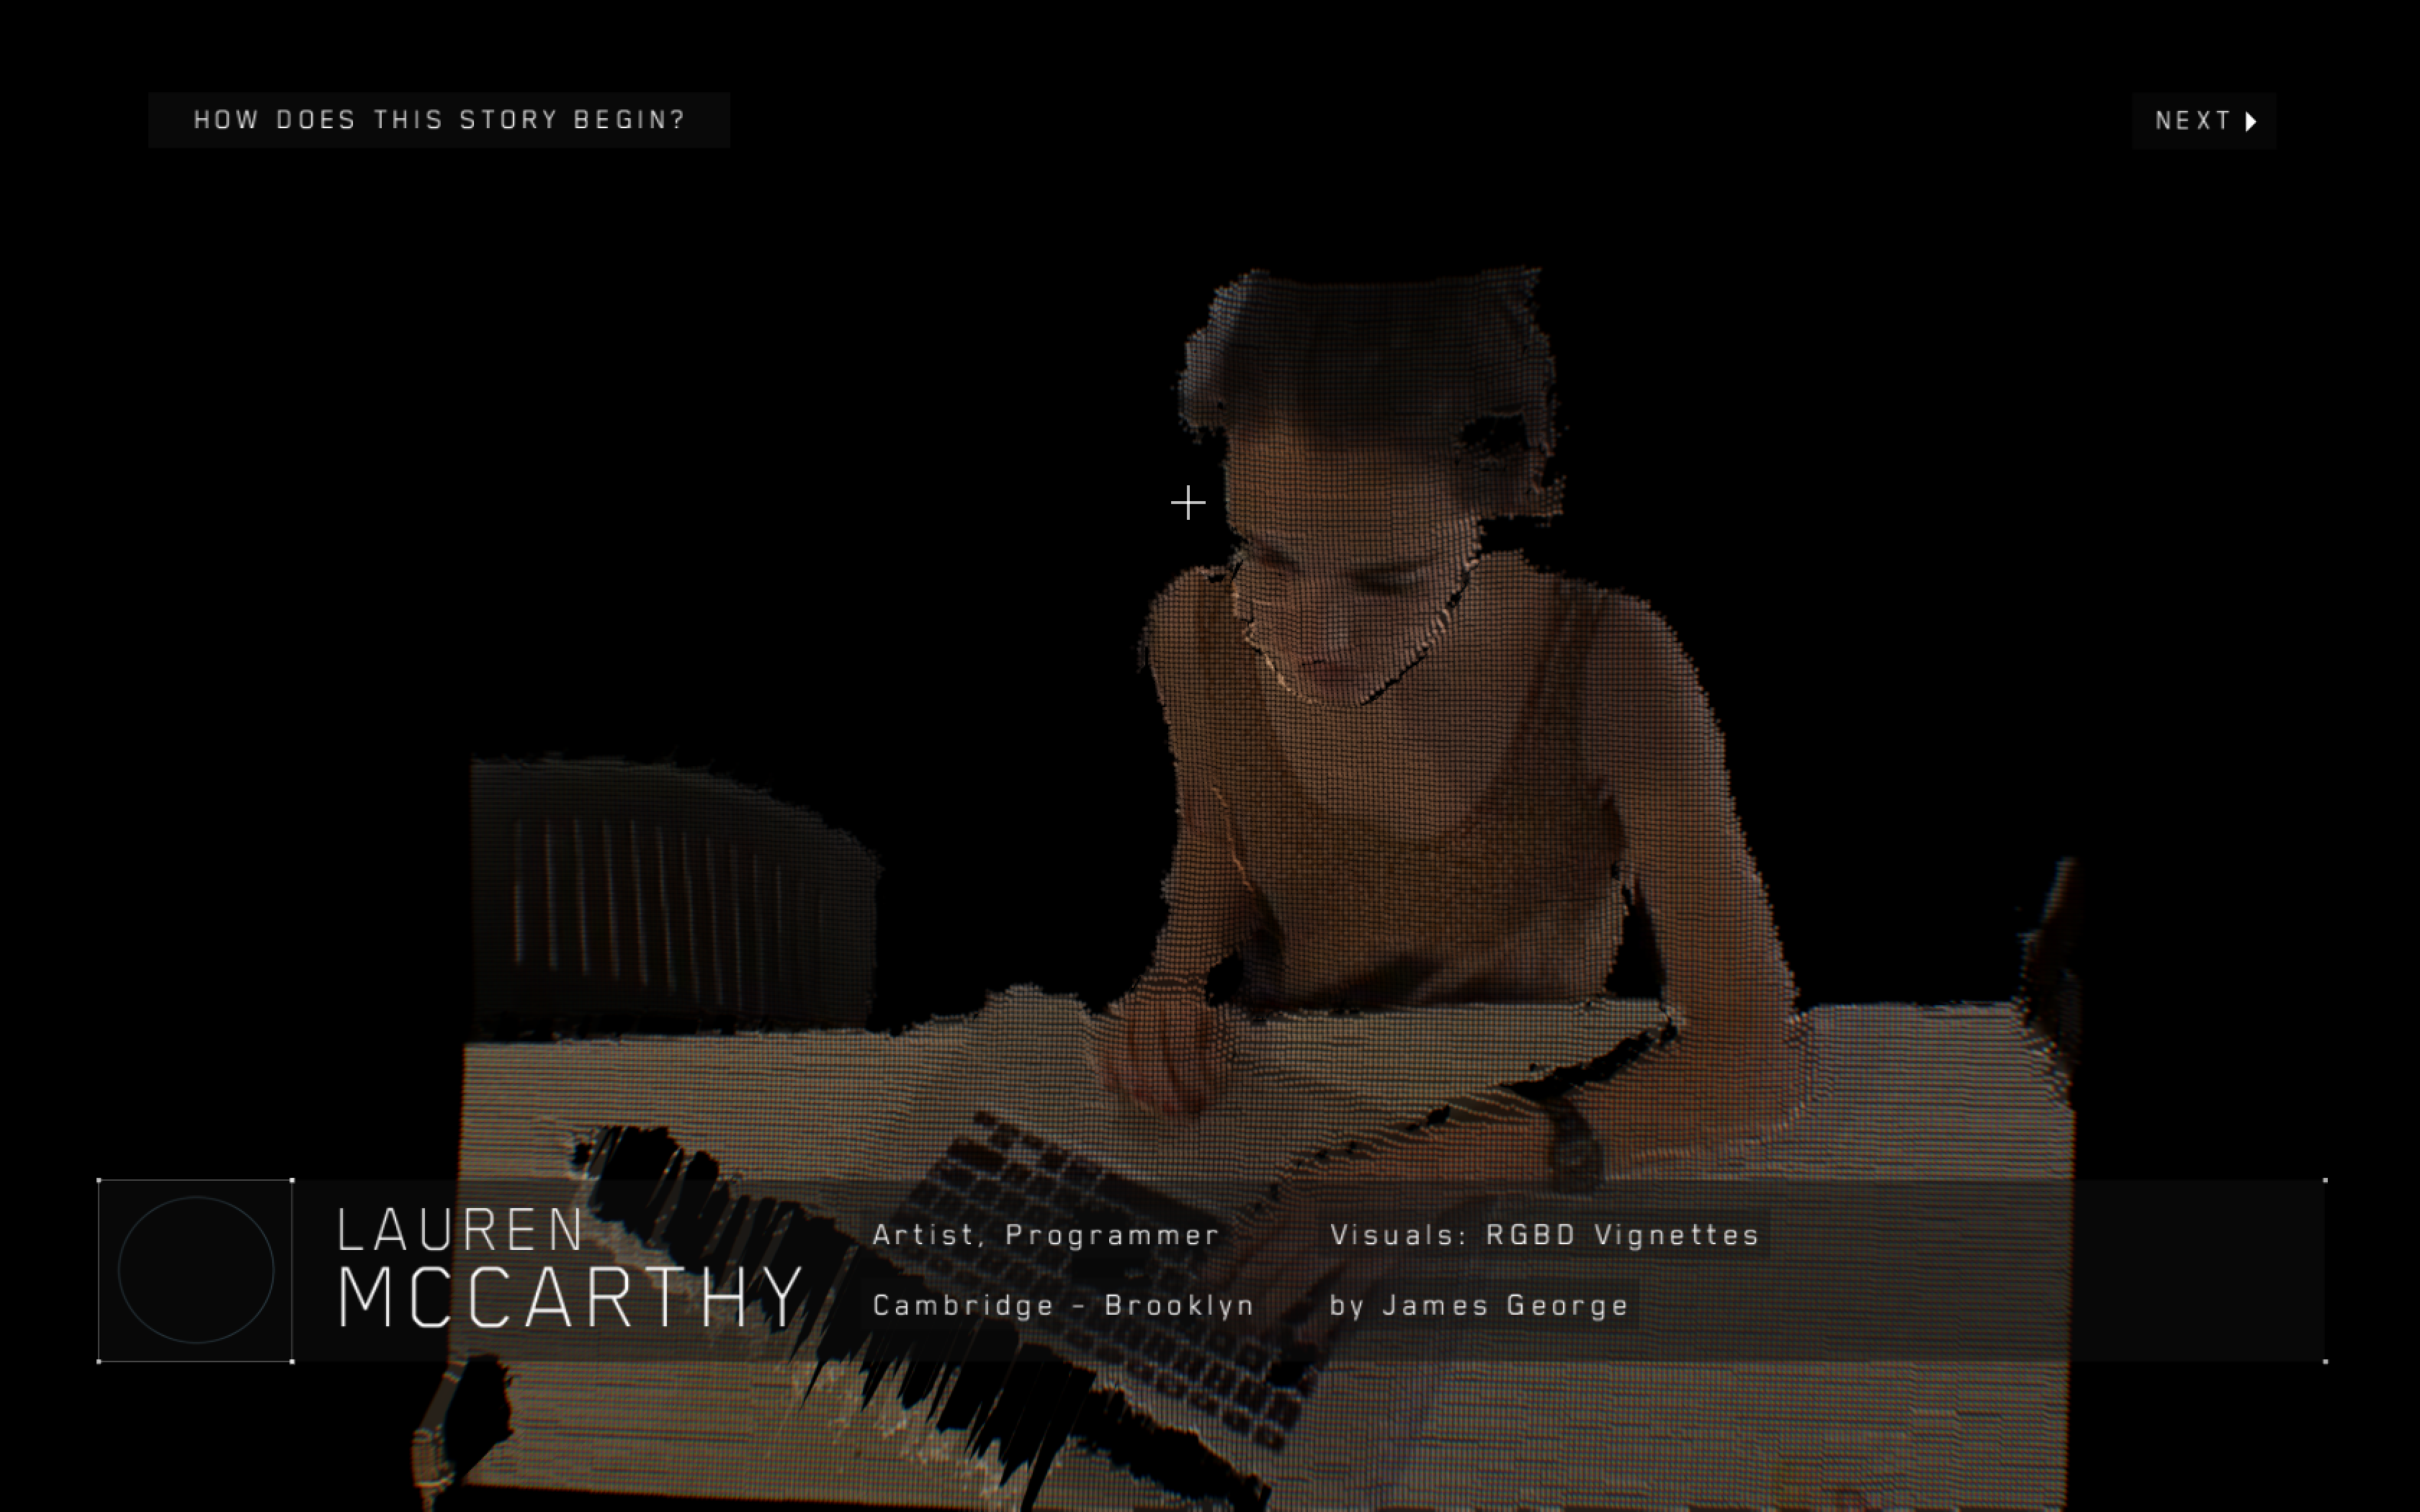 HOW DOES THIS STORY BEGIN?
NEXT
LAUREN
MCCARTHY
Artist, Programmer
Cambridge – Brooklyn
Visuals: RGBD Vignettes
by James George